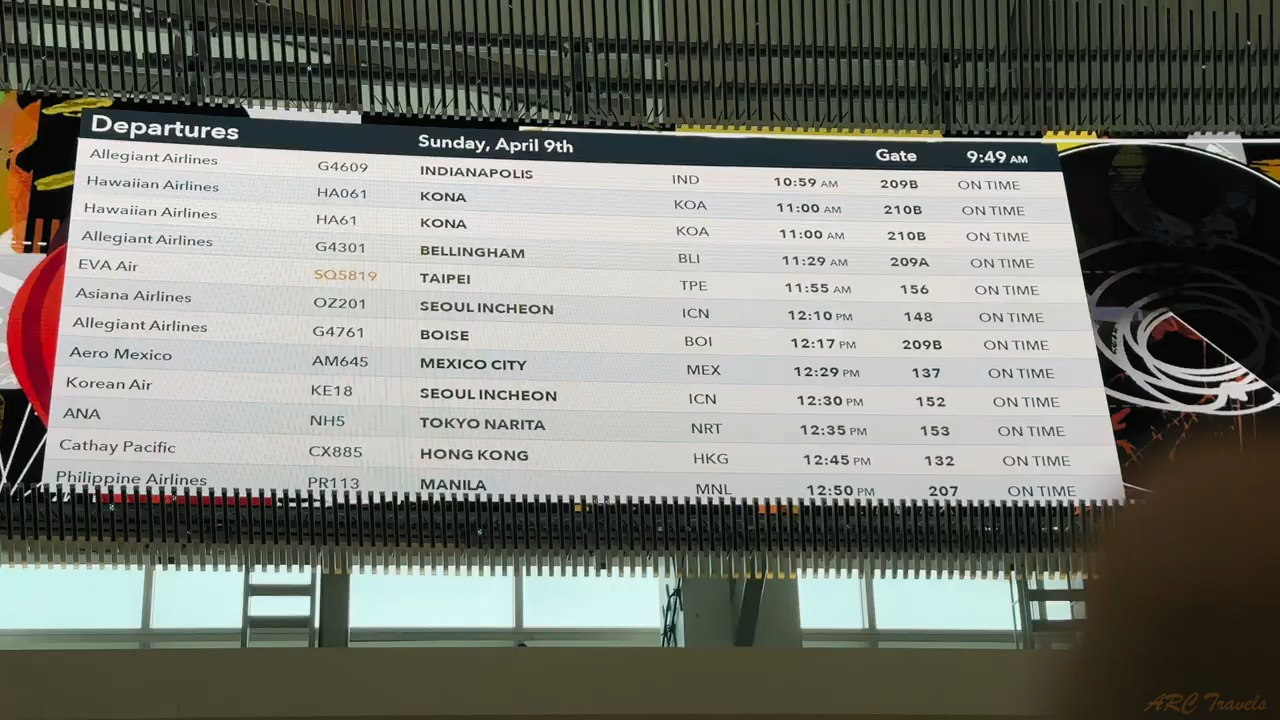 Departures Sunday, April 9th Gate 9:49 AM
Allegiant Airlines G4609 INDIANAPOLIS IND 10:59 AM 209B ON TIME
Hawaiian Airlines HA061 KONA KOA 11:00 AM 210B ON TIME
Hawaiian Airlines HA61 KONA KOA 11:00 AM 210B ON TIME
Allegiant Airlines G4301 BELLINGHAM BLI 11:29 AM 209A ON TIME
EVA Air SQ5819 TAIPEI TPE 11:55 AM 156 ON TIME
Asiana Airlines OZ201 SEOUL INCHEON ICN 12:10 PM 148 ON TIME
Allegiant Airlines G4761 BOISE BOI 12:17 PM 209B ON TIME
Aero Mexico AM645 MEXICO CITY MEX 12:29 PM 137 ON TIME
Korean Air KE18 SEOUL INCHEON ICN 12:30 PM 152 ON TIME
ANA NH5 TOKYO NARITA NRT 12:35 PM 153 ON TIME
Cathay Pacific CX885 HONG KONG HKG 12:45 PM 132 ON TIME
Philippine Airlines PR113 MANILA MNL 12:50 PM 207 ON TIME
ARC Travels